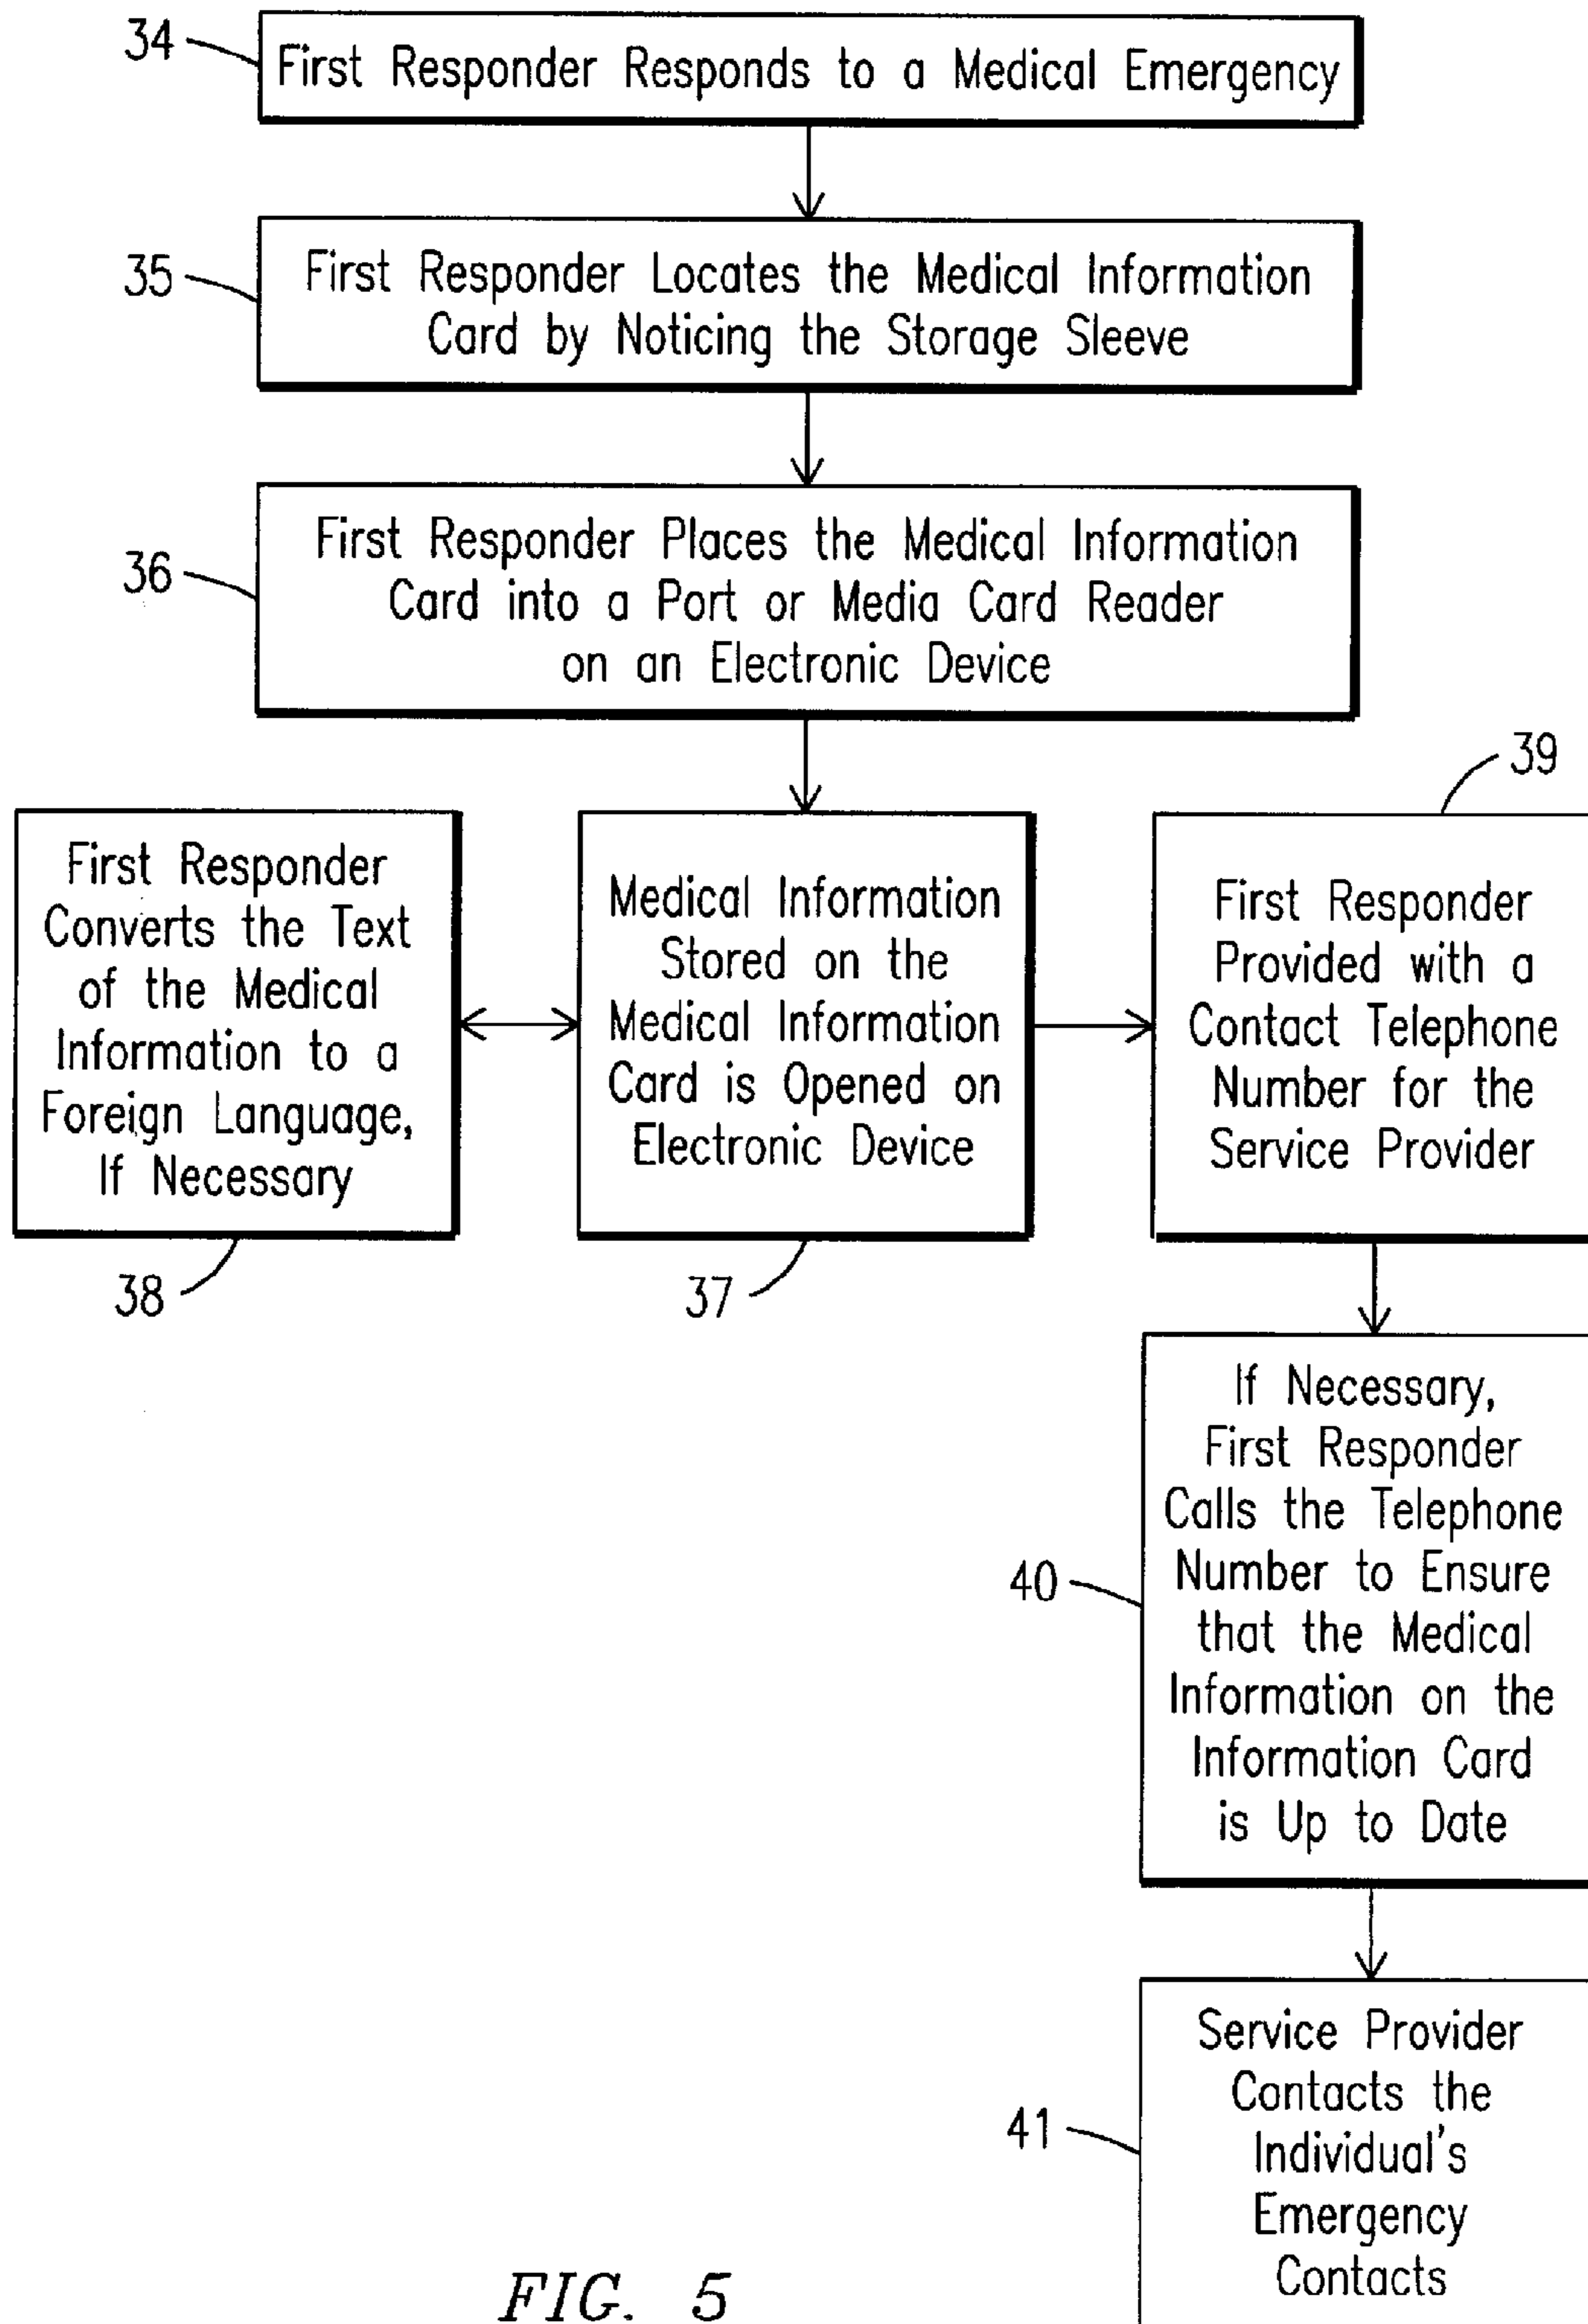 34
First Responder Responds to a Medical Emergency
35
First Responder Locates the Medical Information
Card by Noticing the Storage Sleeve
36
First Responder Places the Medical Information
Card into a Port or Media Card Reader
on an Electronic Device
39
First Responder
Converts the Text
of the Medical
Information to a
Foreign Language,
If Necessary
38
Medical Information
Stored on the
Medical Information
Card is Opened on
Electronic Device
37
First Responder
Provided with a
Contact Telephone
Number for the
Service Provider
40
If Necessary,
First Responder
Calls the Telephone
Number to Ensure
that the Medical
Information on the
Information Card
is Up to Date
41
Service Provider
Contacts the
Individual's
Emergency
Contacts
FIG. 5